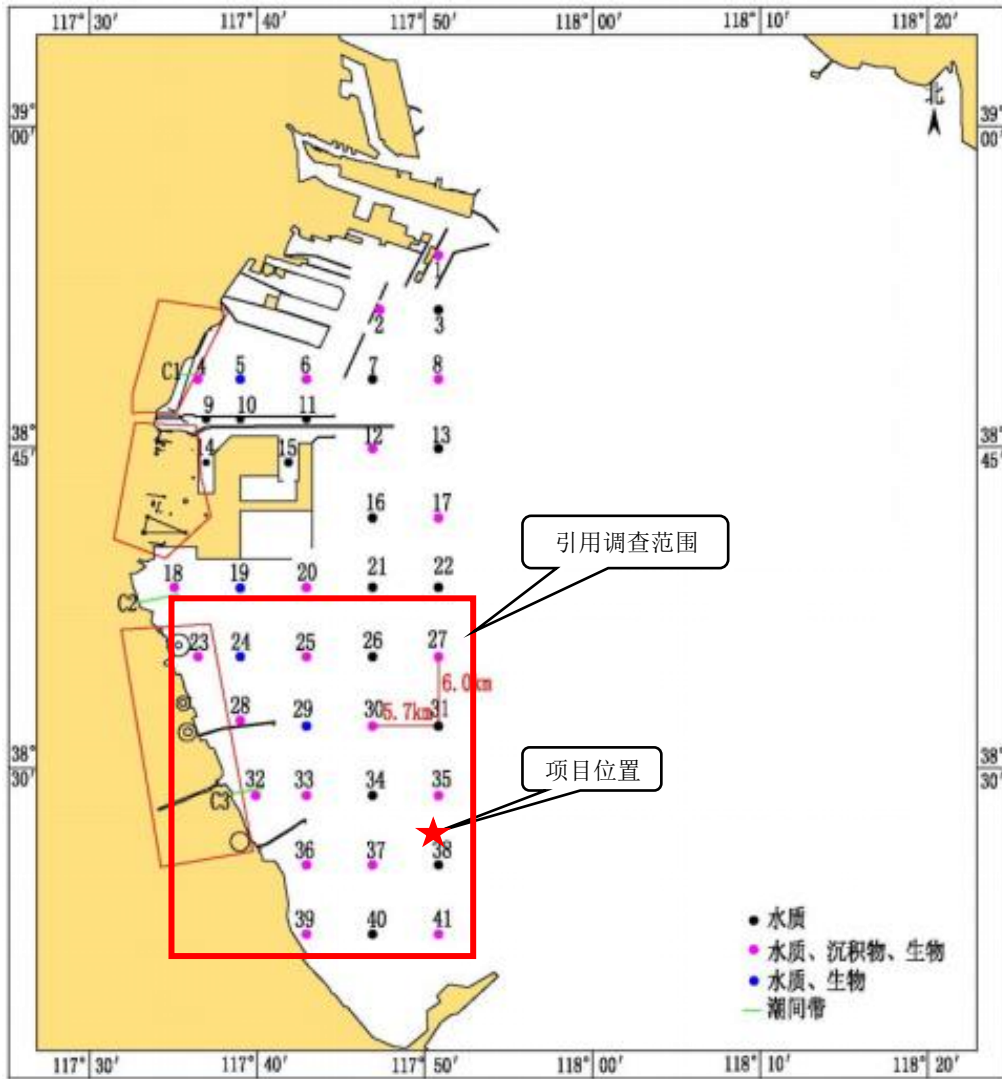 117° 30′ 117° 40′ 117° 50′ 118° 00′ 118° 10′ 118° 20′
39° 00′
39° 00′
北
1
2 3
C1 4 5 6 7 8
9 10 11
38° 45′
38° 45′
12 13
14 15
16 17
引用调查范围
18 19 20 21 22
C2
23 24 25 26 27
6.0km
28 29 30 5.7km 31
38° 30′
38° 30′
项目位置
32 33 34 35
C3
36 37 38
39 40 41
水质
水质、沉积物、生物
水质、生物
潮间带
117° 30′ 117° 40′ 117° 50′ 118° 00′ 118° 10′ 118° 20′